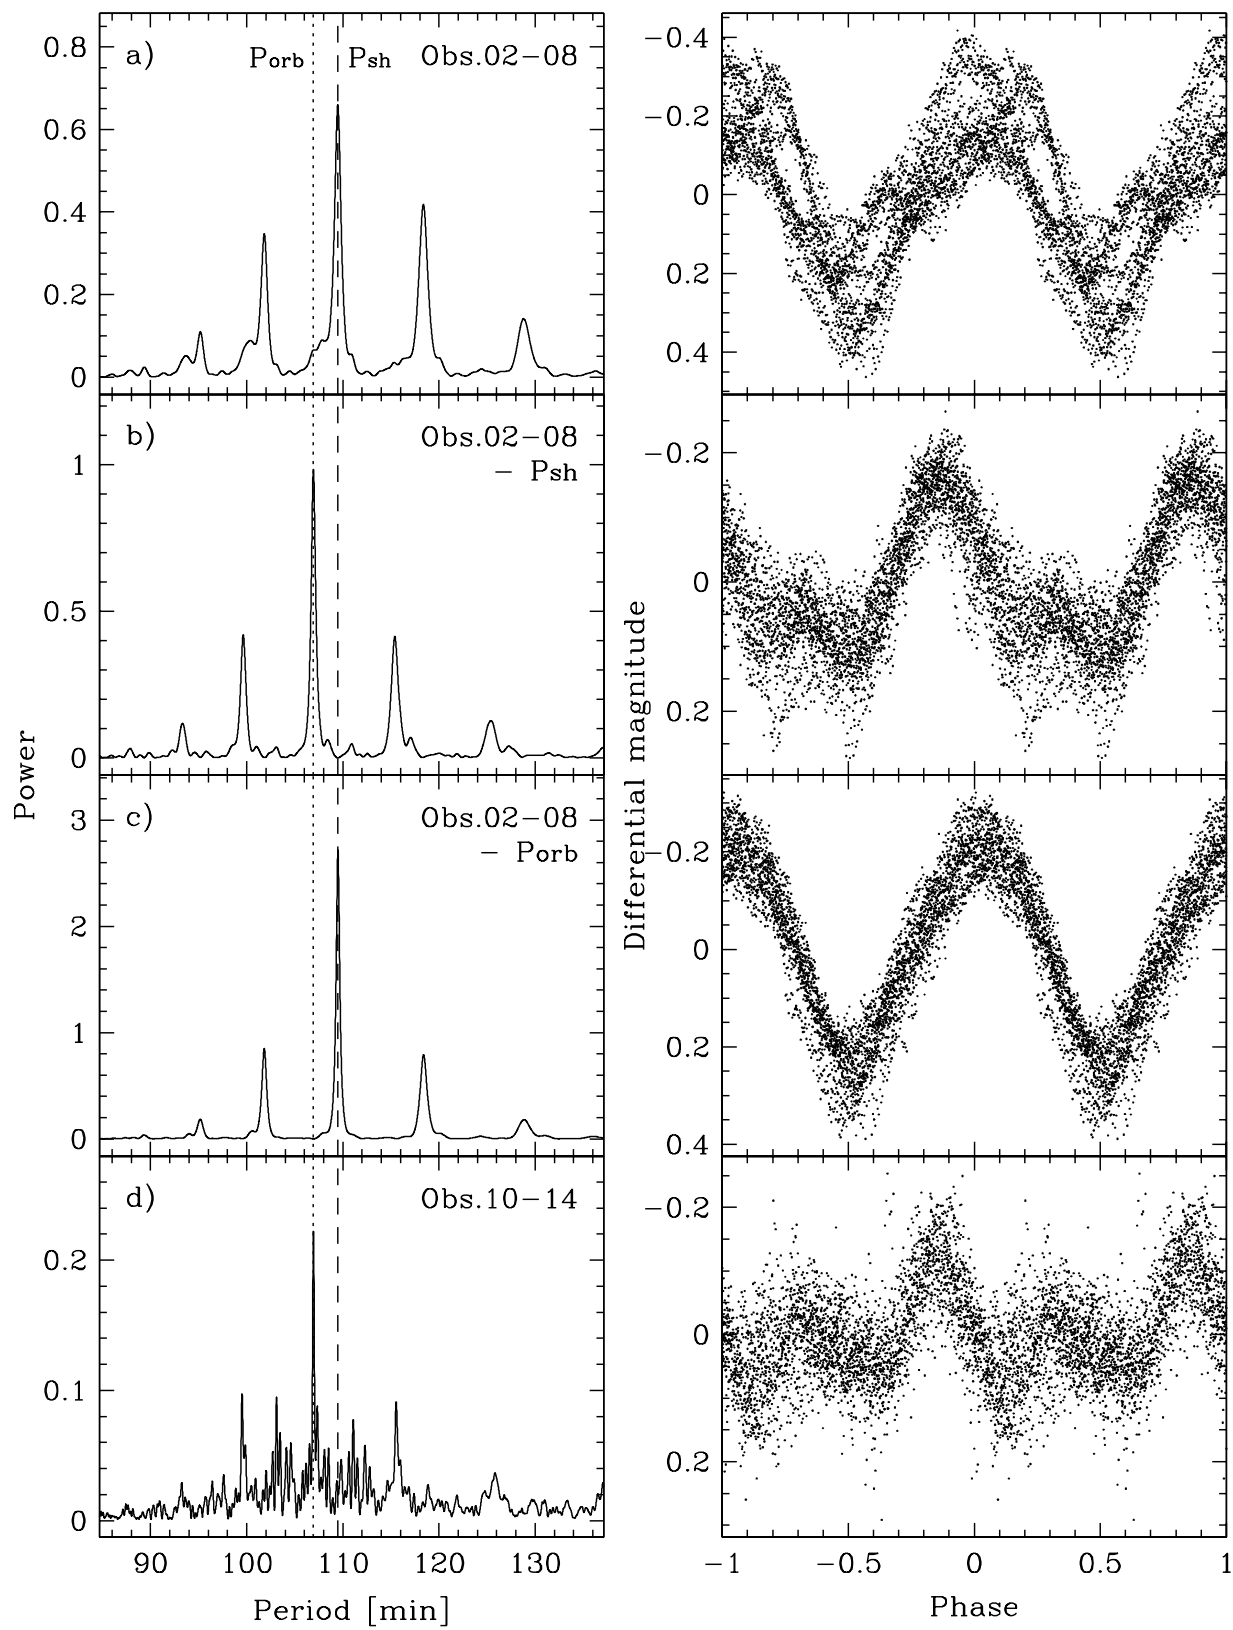 a)
Porb
Psh
Obs.02−08
0.8
0.6
0.4
0.2
0
−0.4
−0.2
0
0.2
0.4
b)
Obs.02−08
− Psh
1
0.5
0
−0.2
0
0.2
c)
Obs.02−08
− Porb
3
2
1
0
−0.2
0
0.2
0.4
d)
Obs.10−14
0.2
0.1
0
−0.2
0
0.2
Power
Differential magnitude
90 100 110 120 130
−1 −0.5 0 0.5 1
Period [min]
Phase